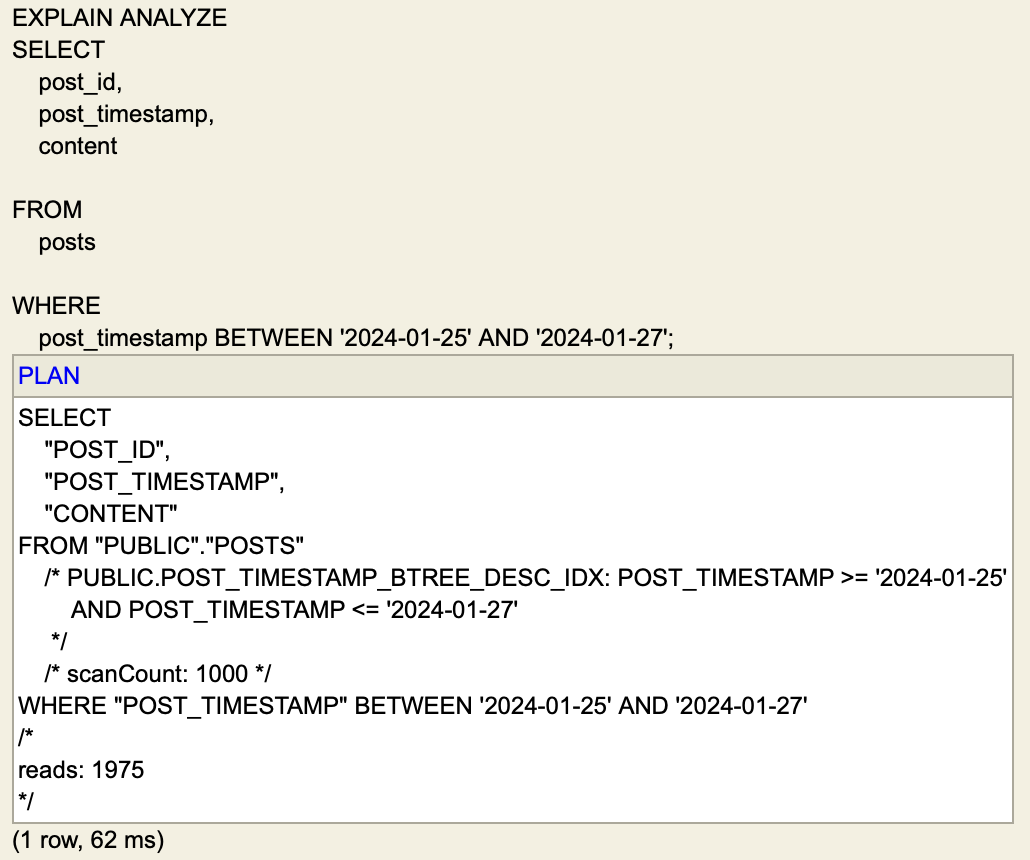 EXPLAIN ANALYZE
SELECT
post_id,
post_timestamp,
content
FROM
posts
WHERE
post_timestamp BETWEEN '2024-01-25' AND '2024-01-27';
PLAN
SELECT
"POST_ID",
"POST_TIMESTAMP",
"CONTENT"
FROM "PUBLIC"."POSTS"
/* PUBLIC.POST_TIMESTAMP_BTREE_DESC_IDX: POST_TIMESTAMP >= '2024-01-25'
AND POST_TIMESTAMP <= '2024-01-27'
*/
/* scanCount: 1000 */
WHERE "POST_TIMESTAMP" BETWEEN '2024-01-25' AND '2024-01-27'
/*
reads: 1975
*/
(1 row, 62 ms)